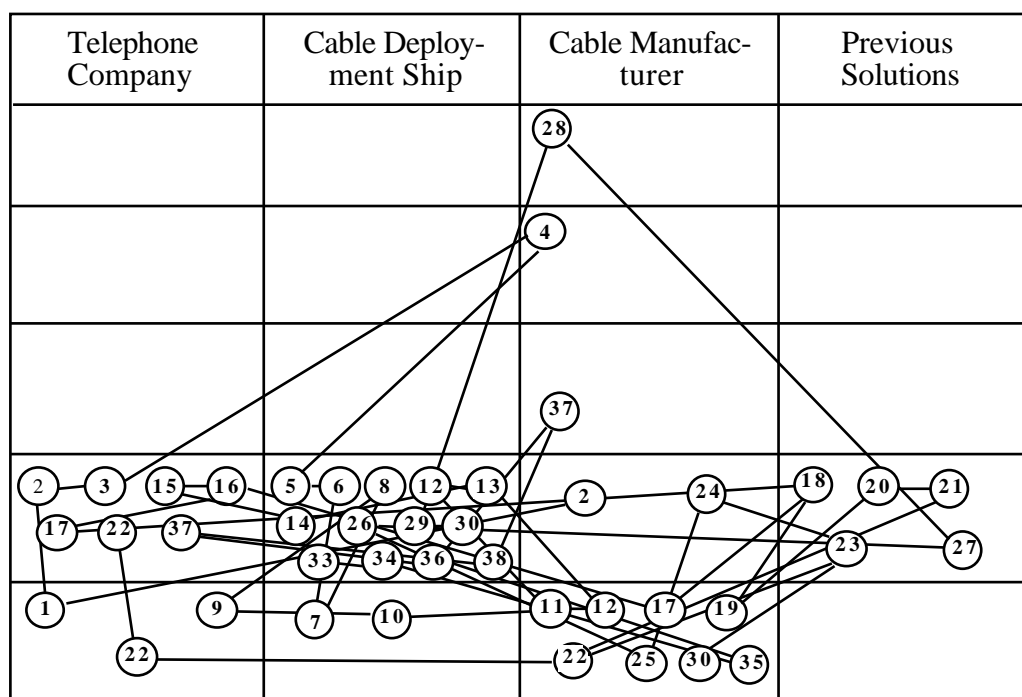 Telephone
Company
Cable Deploy-
ment Ship
Cable Manufac-
turer
Previous
Solutions
28
4
37
2 3 15 16 5 6 8 12 13 2 24 18 20 21
17 22 37 14 26 29 30 23 27
33 34 36 38
1 9 7 10 11 12 17 19
22 22 25 30 35